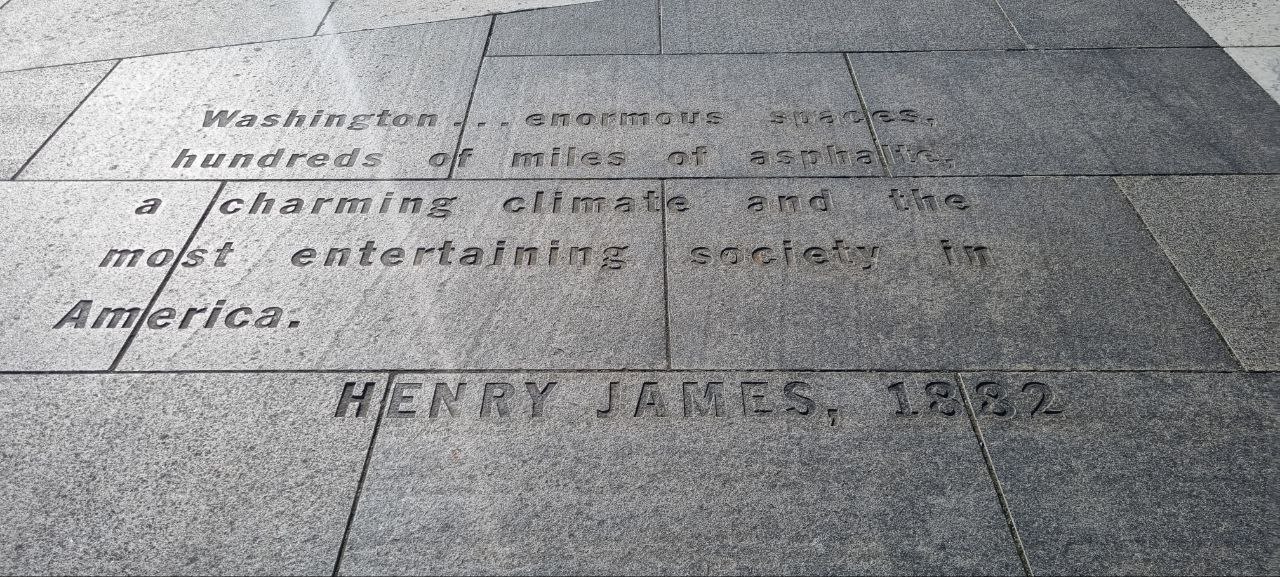 Washington...enormous spaces,
hundreds of miles of asphalte,
a charming climate and the
most entertaining society in
America.
HENRY JAMES, 1882